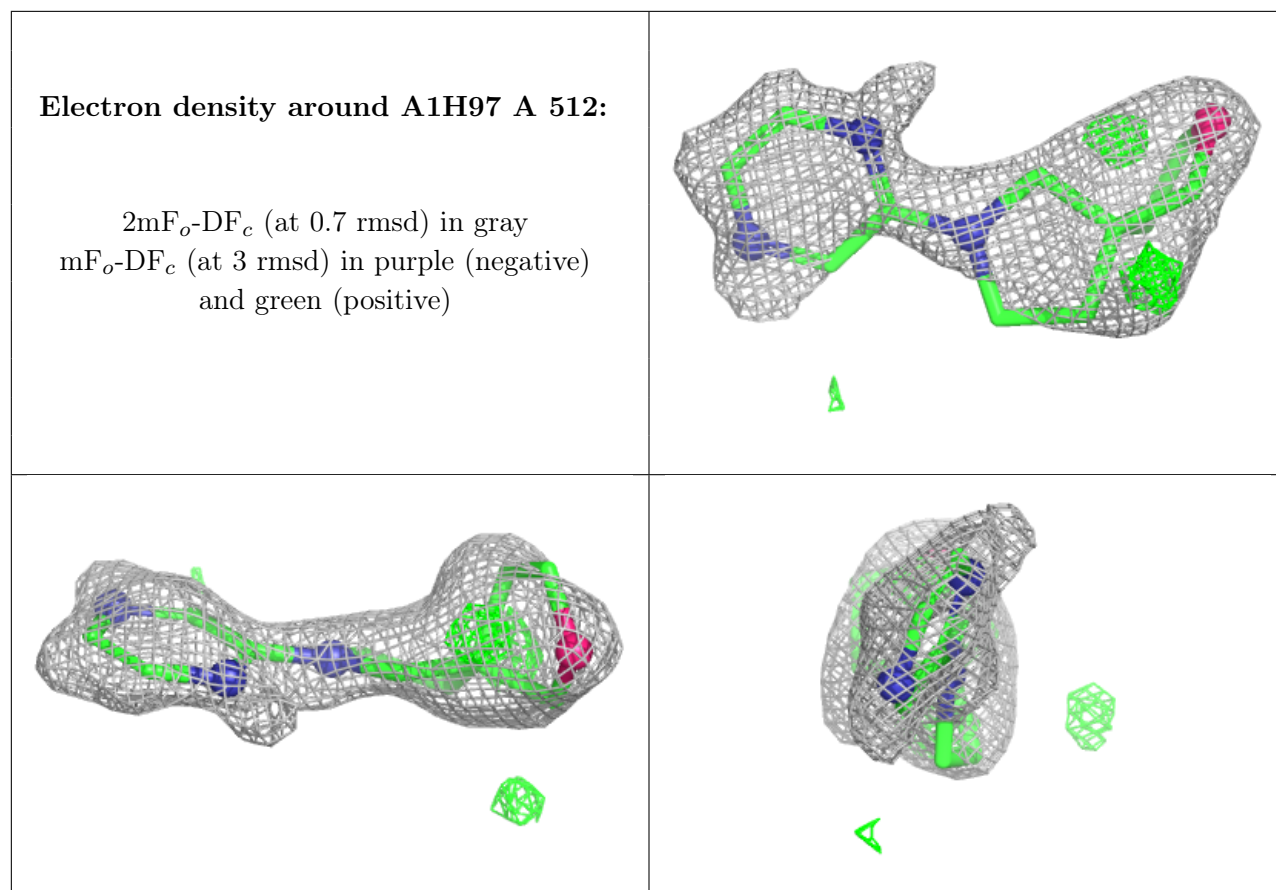 Electron density around A1H97 A 512:
2mFo-DFc (at 0.7 rmsd) in gray
mFo-DFc (at 3 rmsd) in purple (negative)
and green (positive)